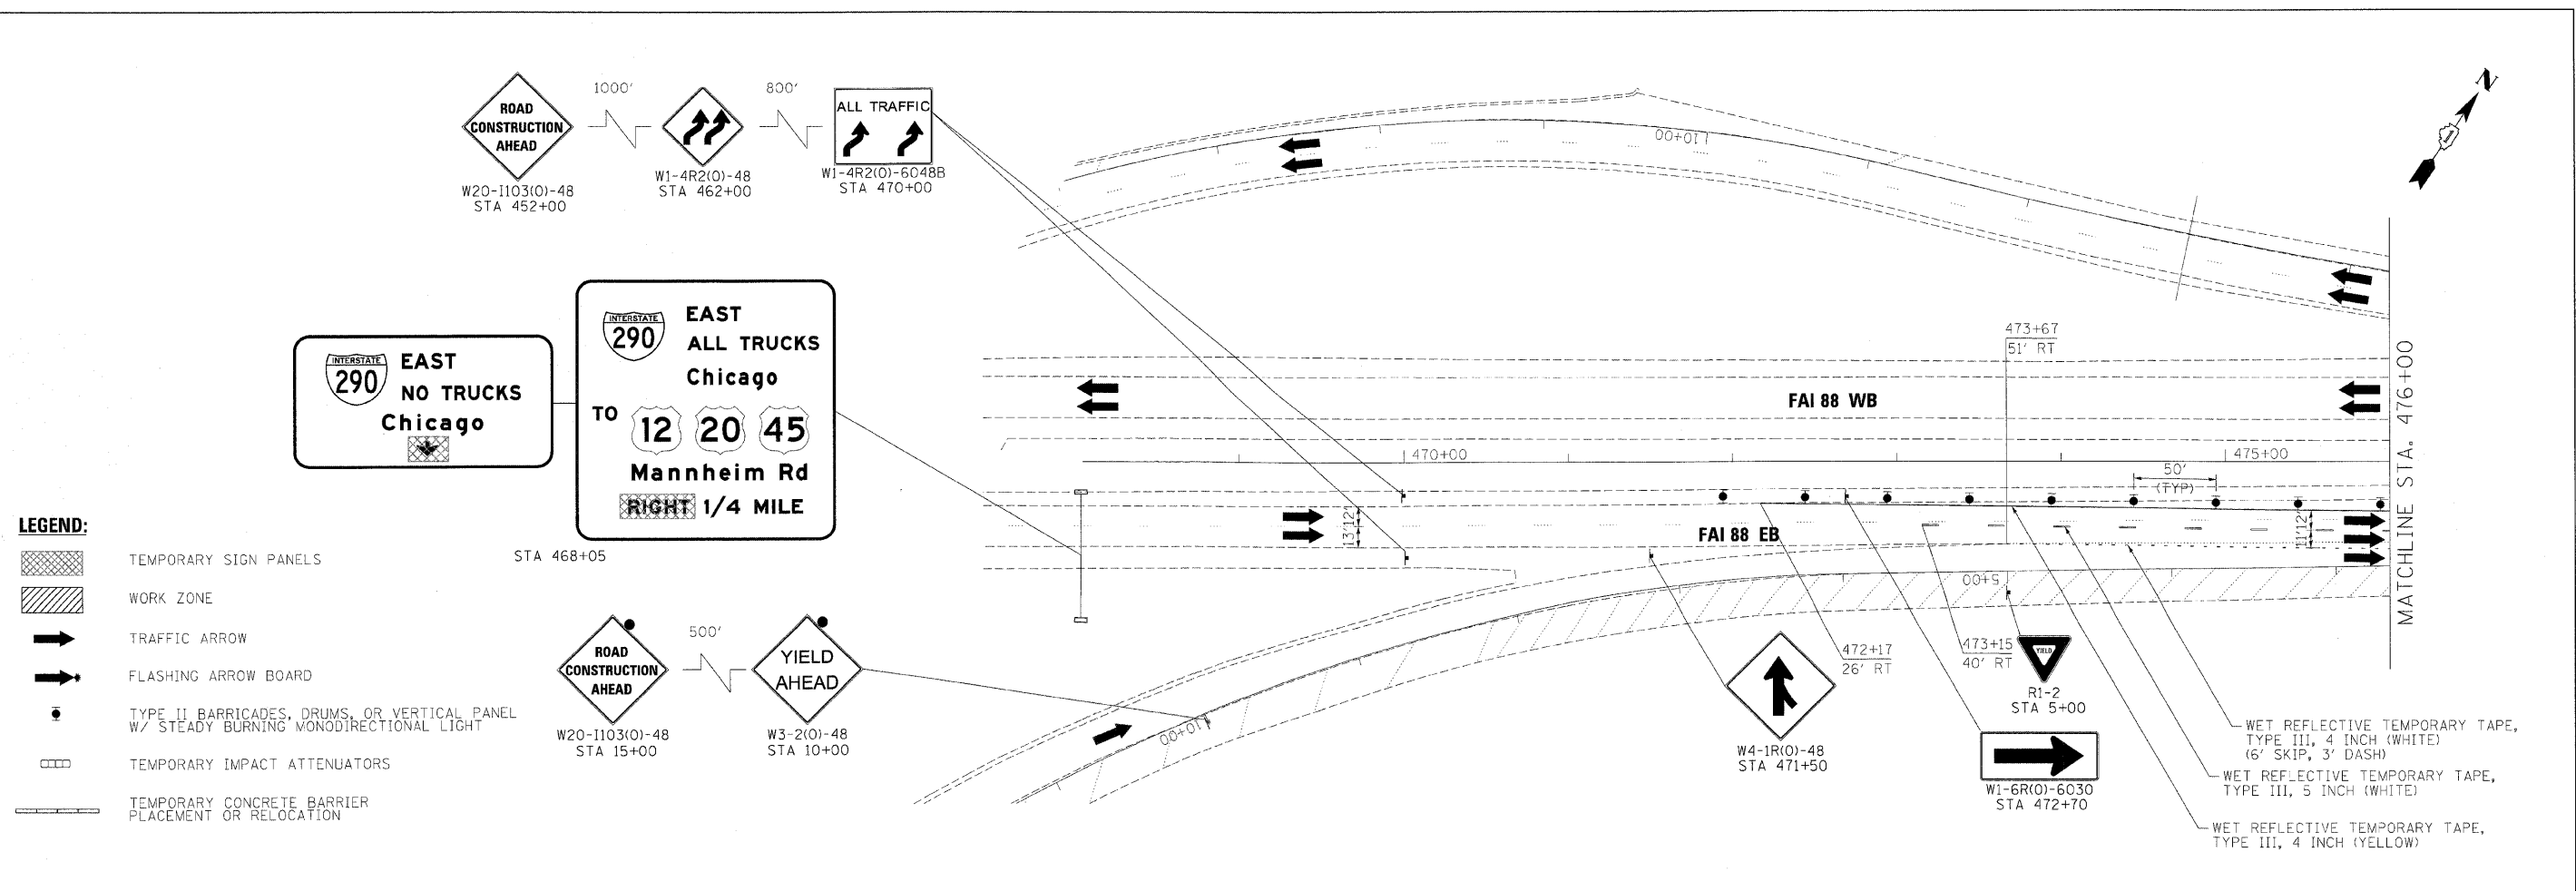 ROAD
CONSTRUCTION
AHEAD
W20-I103(O)-48
STA 452+00
1000'
W1-4R2(O)-48
STA 462+00
800'
ALL TRAFFIC
W1-4R2(O)-6048B
STA 470+00
INTERSTATE
290
EAST
NO TRUCKS
Chicago
INTERSTATE
290
EAST
ALL TRUCKS
Chicago
TO
12 20 45
Mannheim Rd
RIGHT 1/4 MILE
STA 468+05
LEGEND:
TEMPORARY SIGN PANELS
WORK ZONE
TRAFFIC ARROW
FLASHING ARROW BOARD
TYPE II BARRICADES, DRUMS, OR VERTICAL PANEL
W/ STEADY BURNING MONODIRECTIONAL LIGHT
TEMPORARY IMPACT ATTENUATORS
TEMPORARY CONCRETE BARRIER
PLACEMENT OR RELOCATION
ROAD
CONSTRUCTION
AHEAD
W20-I103(O)-48
STA 15+00
500'
YIELD
AHEAD
W3-2(O)-48
STA 10+00
N
10+00
473+67
51' RT
FAI 88 WB
470+00
475+00
50'
(TYP)
12'
13'
FAI 88 EB
12'
11'
5+00
10+00
MATCHLINE STA. 476+00
W4-1R(O)-48
STA 471+50
472+17
26' RT
473+15
40' RT
YIELD
R1-2
STA 5+00
W1-6R(O)-6030
STA 472+70
WET REFLECTIVE TEMPORARY TAPE,
TYPE III, 4 INCH (WHITE)
(6' SKIP, 3' DASH)
WET REFLECTIVE TEMPORARY TAPE,
TYPE III, 5 INCH (WHITE)
WET REFLECTIVE TEMPORARY TAPE,
TYPE III, 4 INCH (YELLOW)